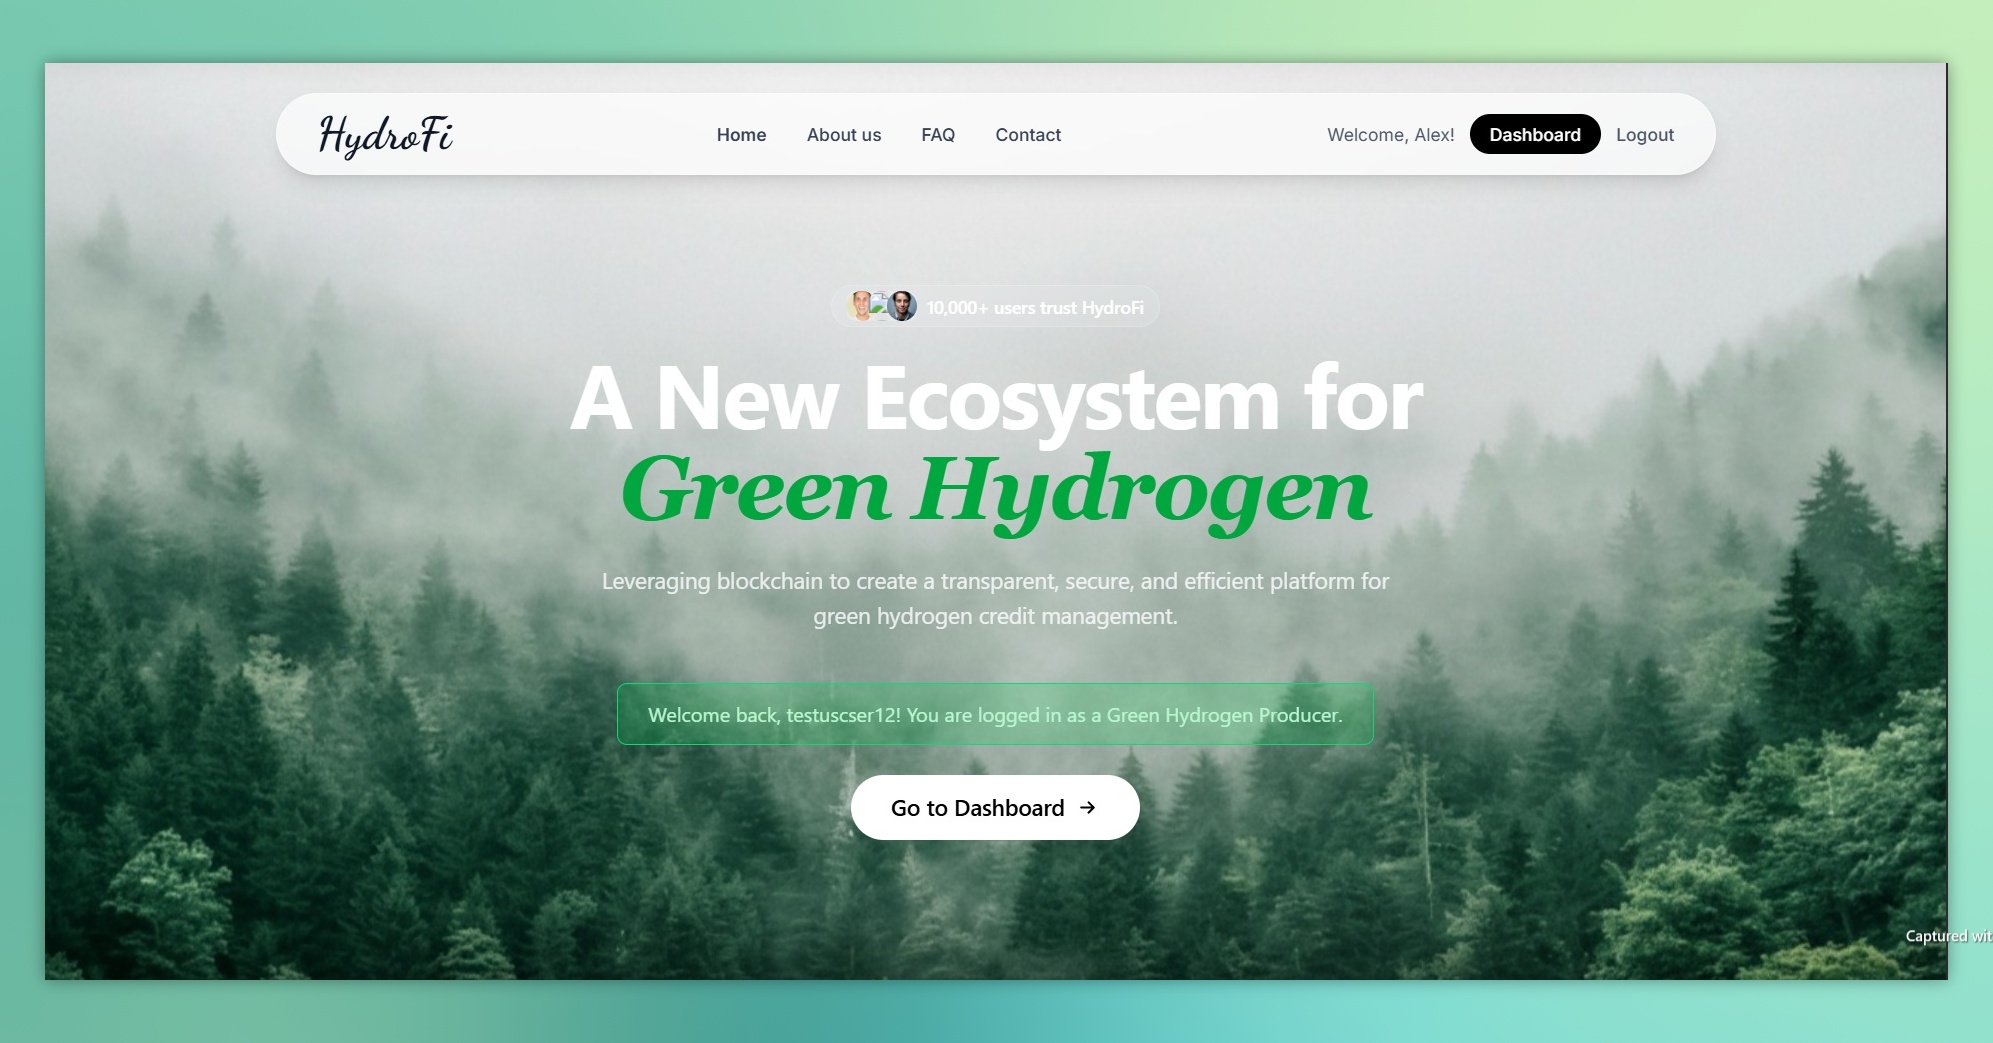 HydroFi
Home About us FAQ Contact
Welcome, Alex! Dashboard Logout
10,000+ users trust HydroFi
A New Ecosystem for
Green Hydrogen
Leveraging blockchain to create a transparent, secure, and efficient platform for
green hydrogen credit management.
Welcome back, testuscser12! You are logged in as a Green Hydrogen Producer.
Go to Dashboard →
Captured wit